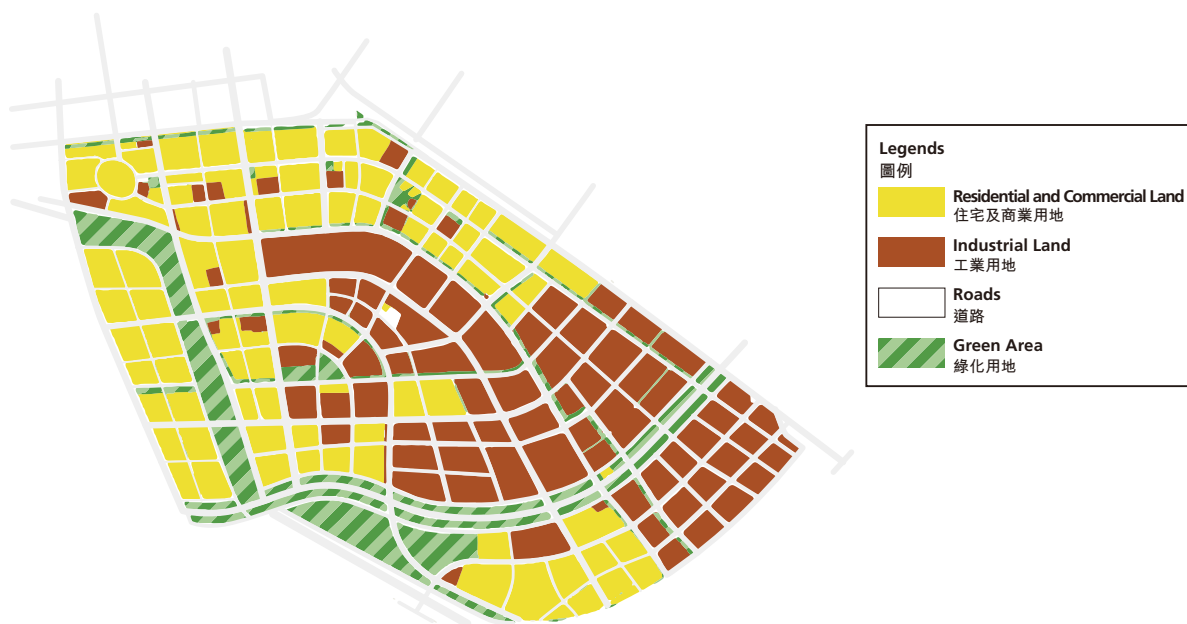 Legends
圖例
Residential and Commercial Land
住宅及商業用地
Industrial Land
工業用地
Roads
道路
Green Area
綠化用地